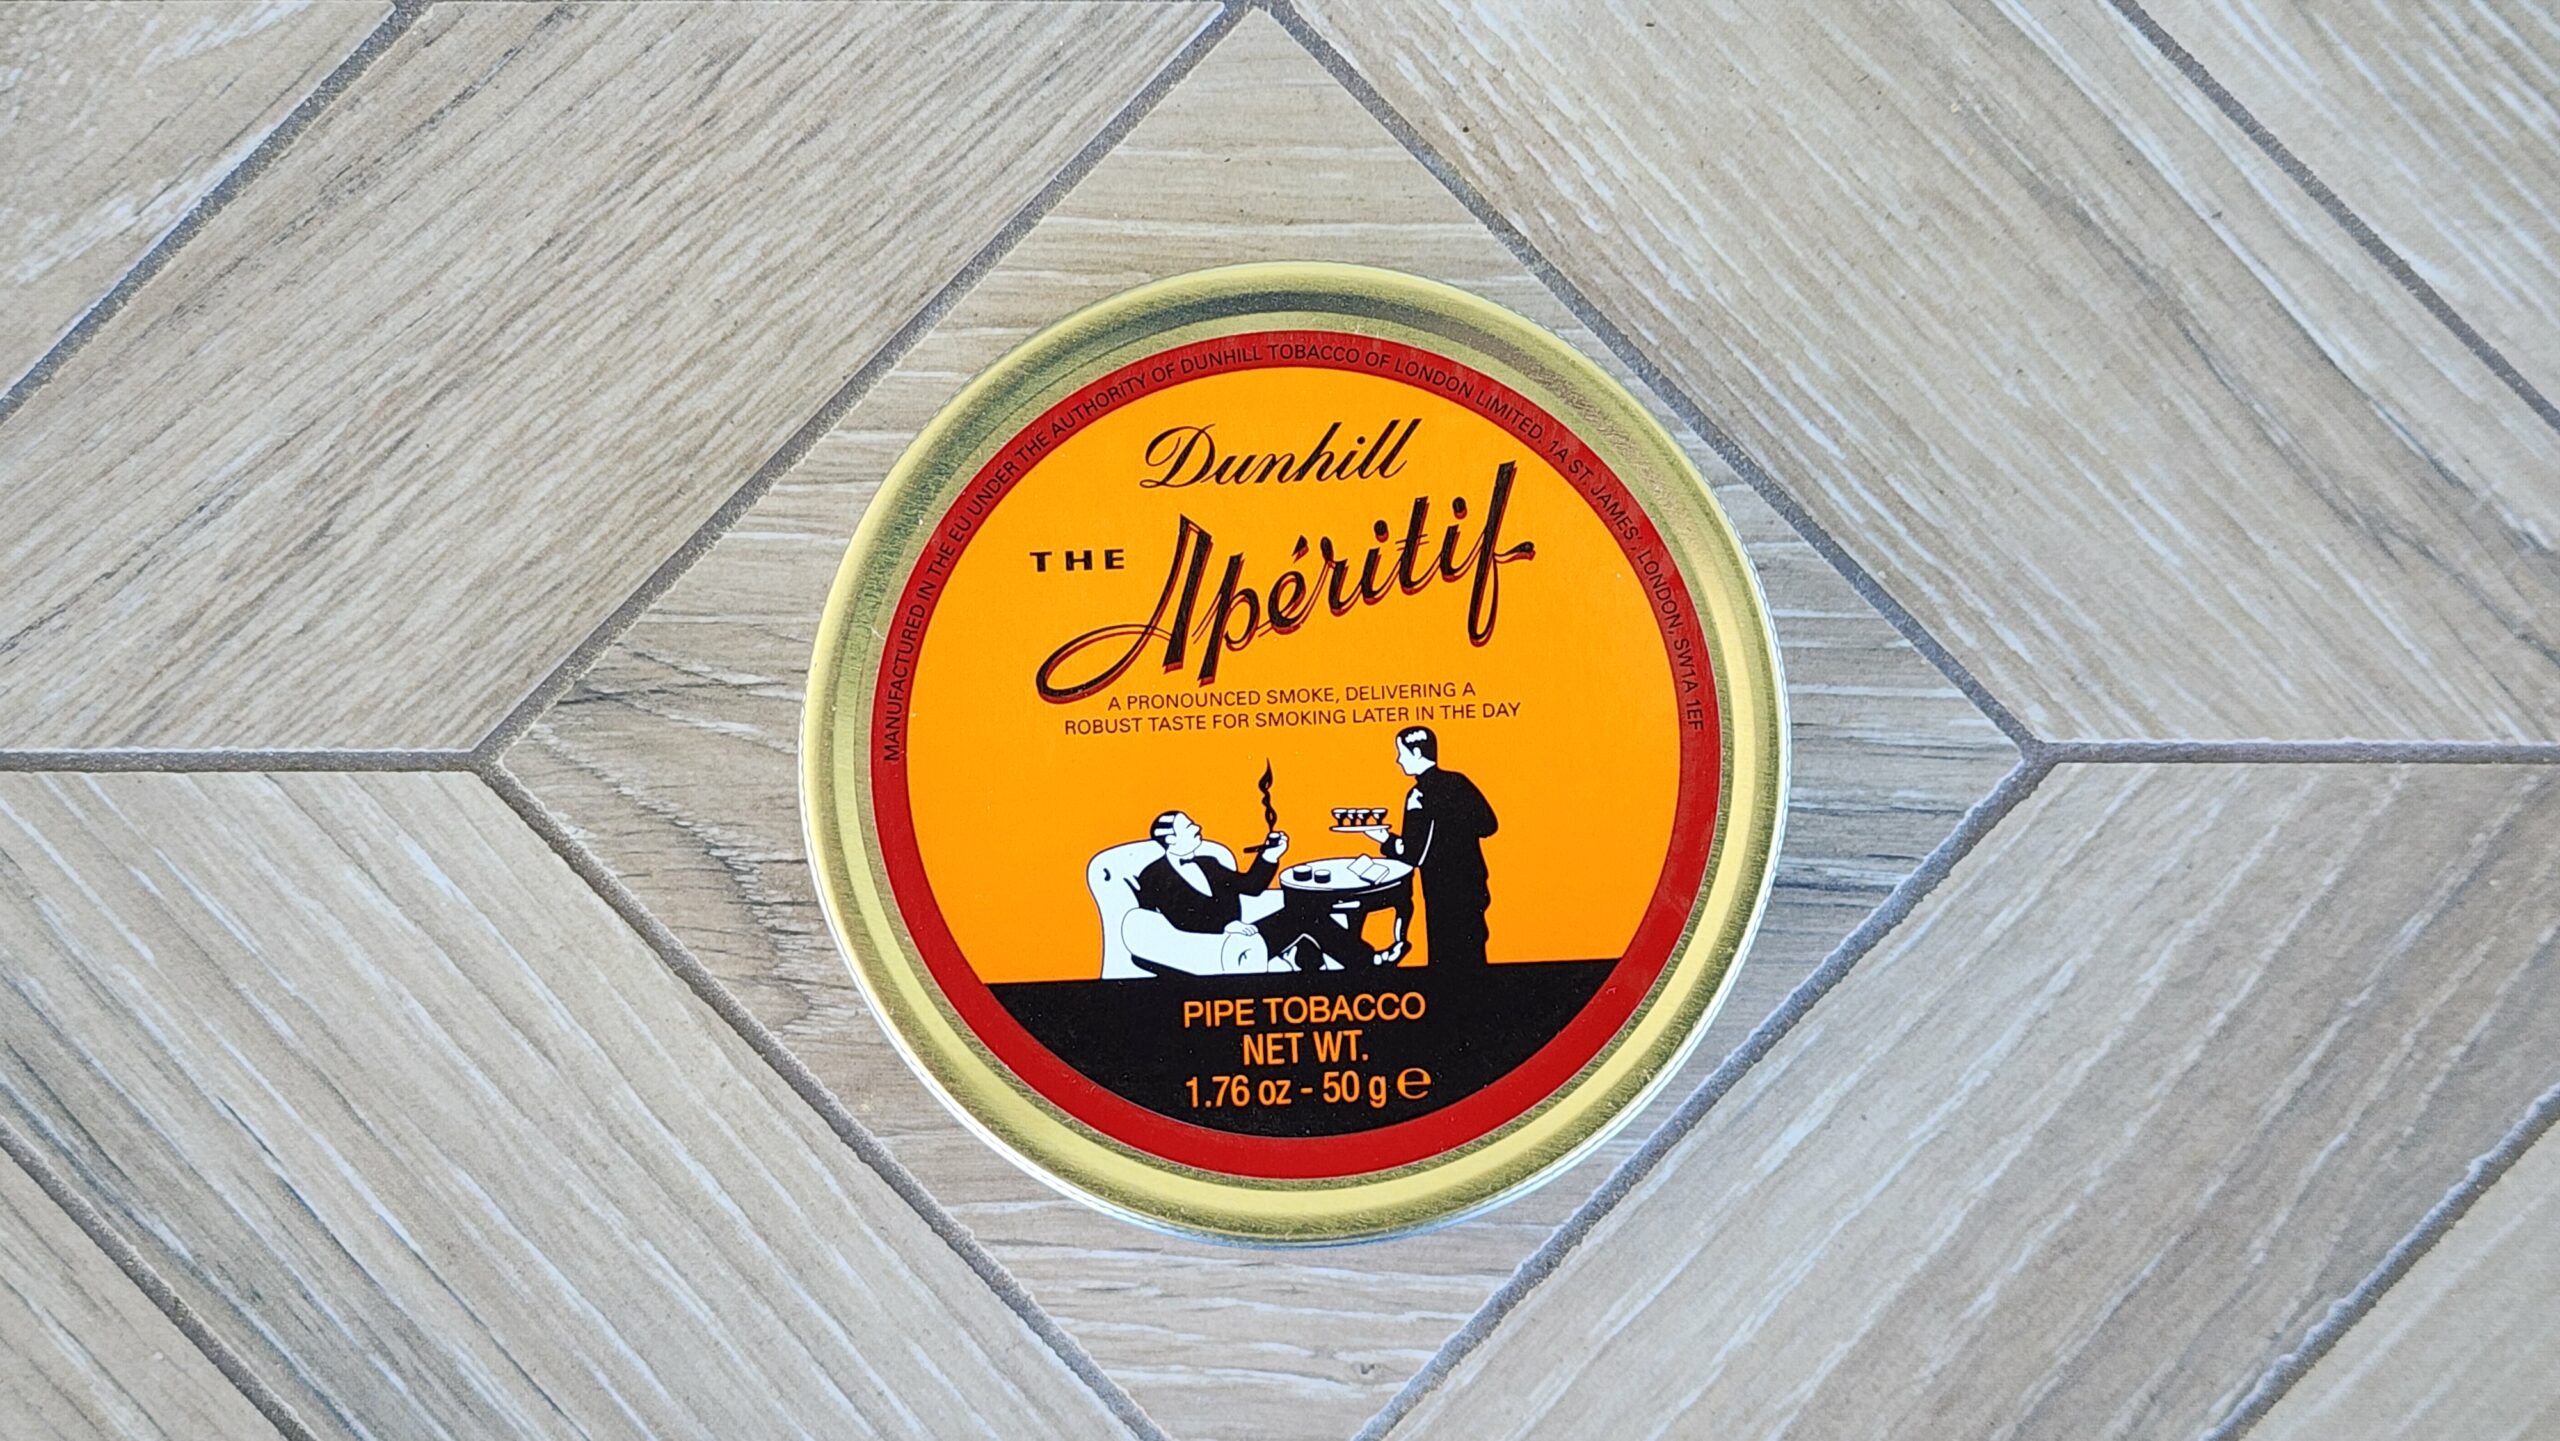 MANUFACTURED IN THE EU UNDER THE AUTHORITY OF DUNHILL TOBACCO OF LONDON LIMITED, 1A ST. JAMES', LONDON, SW1A 1EF
Dunhill
THE Apéritif
A PRONOUNCED SMOKE, DELIVERING A
ROBUST TASTE FOR SMOKING LATER IN THE DAY
PIPE TOBACCO
NET WT.
1.76 oz - 50 g ℮